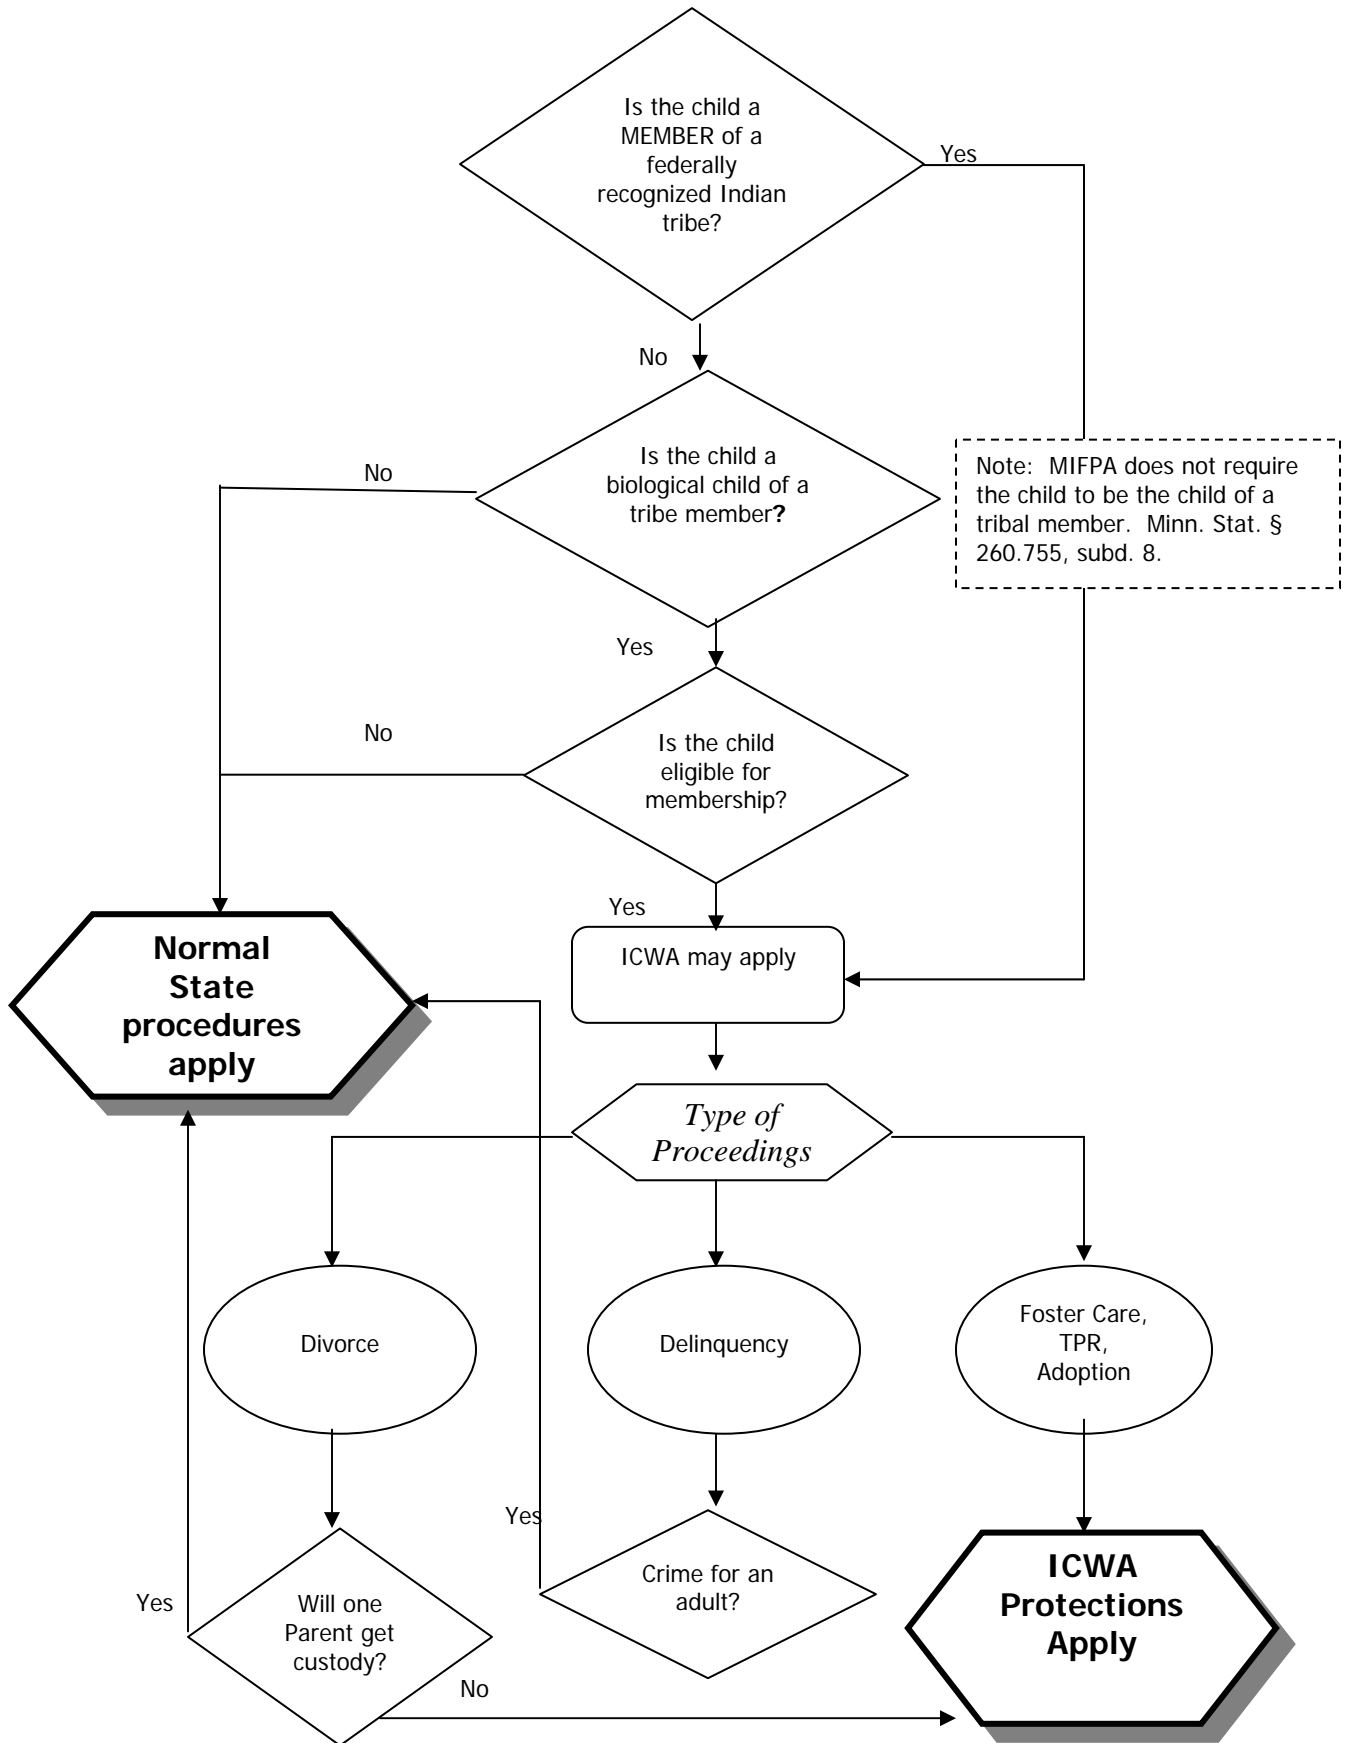 Is the child a
MEMBER of a
federally
recognized Indian
tribe?
Yes
No
Is the child a
biological child of a
tribe member?
No
Note:  MIFPA does not require
the child to be the child of a
tribal member.  Minn. Stat. §
260.755, subd. 8.
Yes
No
Is the child
eligible for
membership?
Yes
ICWA may apply
Normal
State
procedures
apply
Type of
Proceedings
Divorce
Delinquency
Foster Care,
TPR,
Adoption
Yes
Crime for an
adult?
ICWA
Protections
Apply
Yes
Will one
Parent get
custody?
No